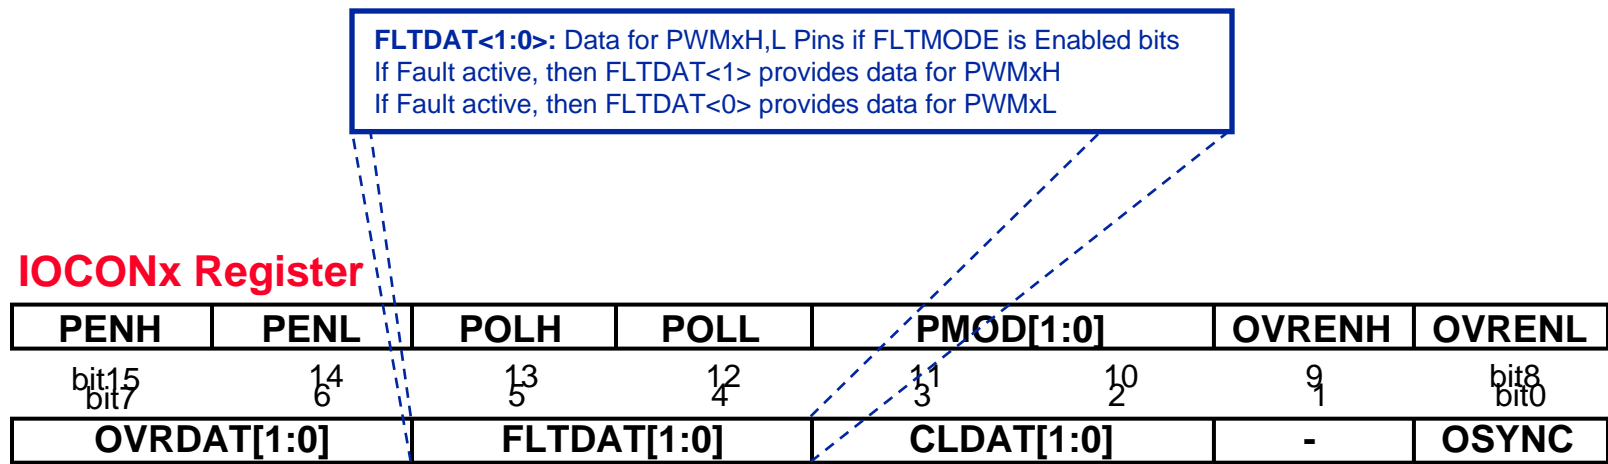 FLTDAT<1:0>: Data for PWMxH,L Pins if FLTMODE is Enabled bits
If Fault active, then FLTDAT<1> provides data for PWMxH
If Fault active, then FLTDAT<0> provides data for PWMxL
IOCONx Register
PENH PENL POLH POLL PMOD[1:0] OVRENH OVRENL
bit15 14 13 12 11 10 9 bit8
bit7 6 5 4 3 2 1 bit0
OVRDAT[1:0] FLTDAT[1:0] CLDAT[1:0] - OSYNC